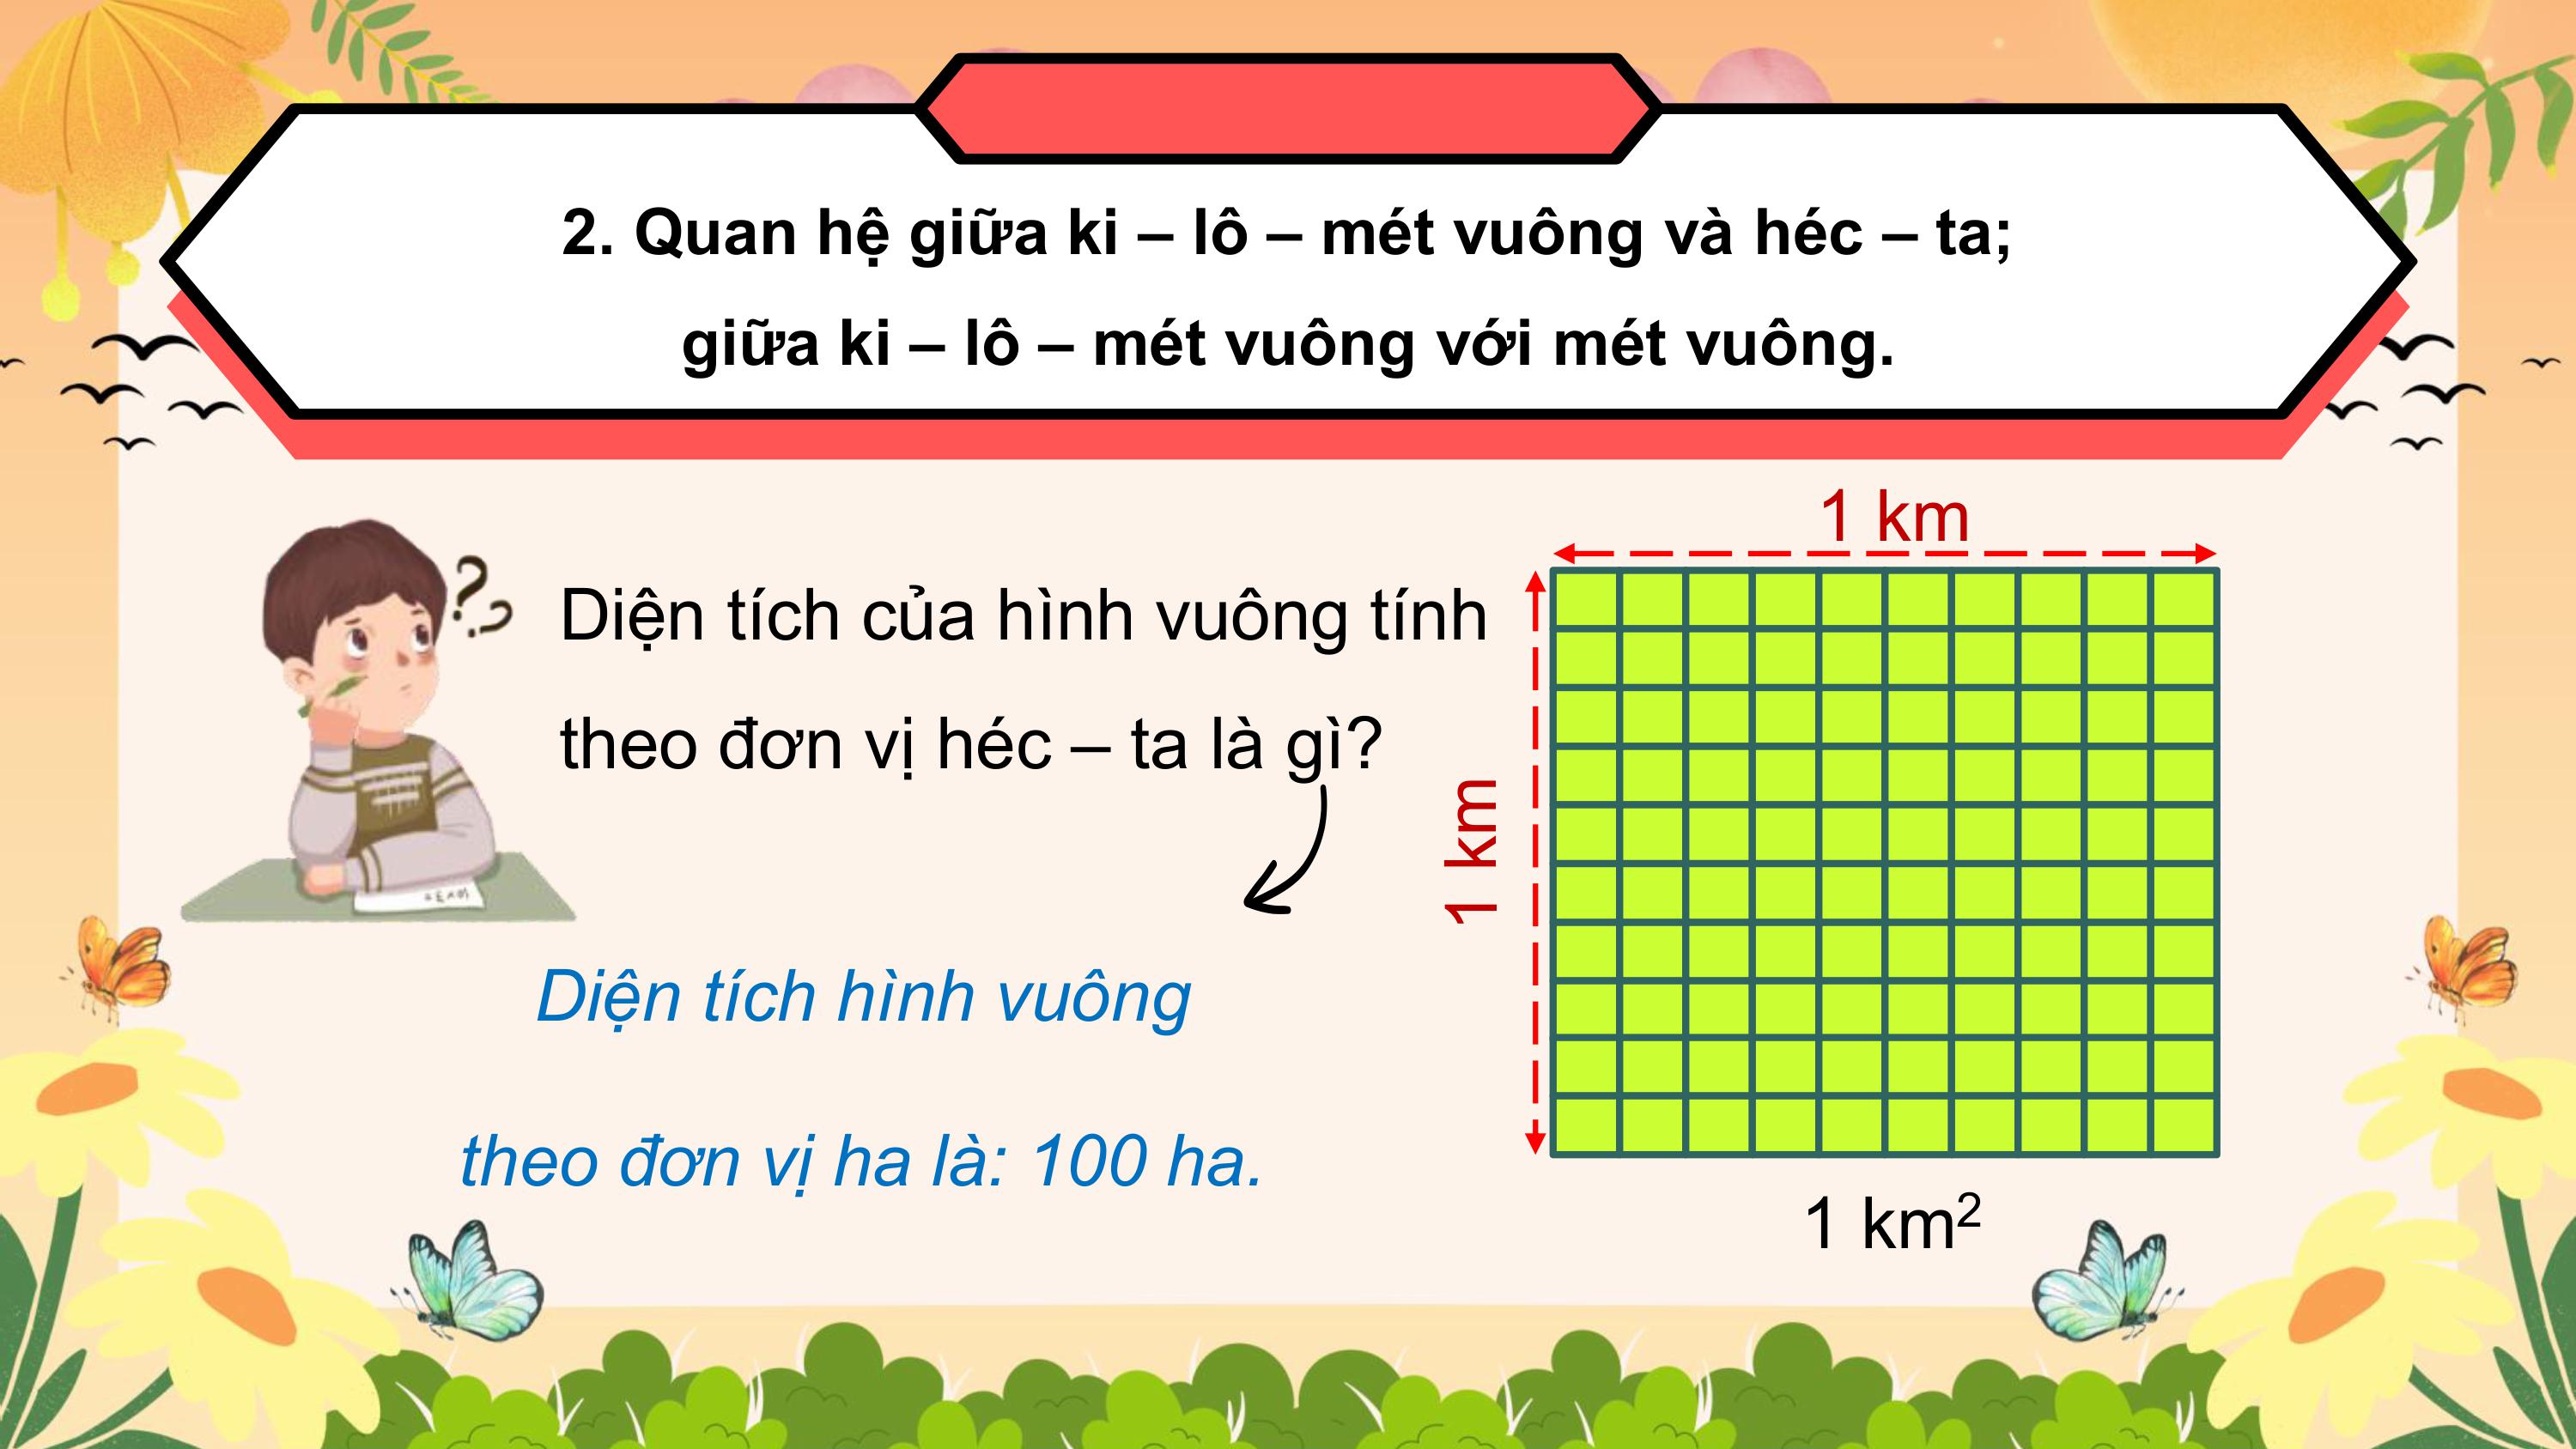 2. Quan hệ giữa ki – lô – mét vuông và héc – ta;
giữa ki – lô – mét vuông với mét vuông.
1 km
Diện tích của hình vuông tính
theo đơn vị héc – ta là gì?
1 km
Diện tích hình vuông
theo đơn vị ha là: 100 ha.
1 km²